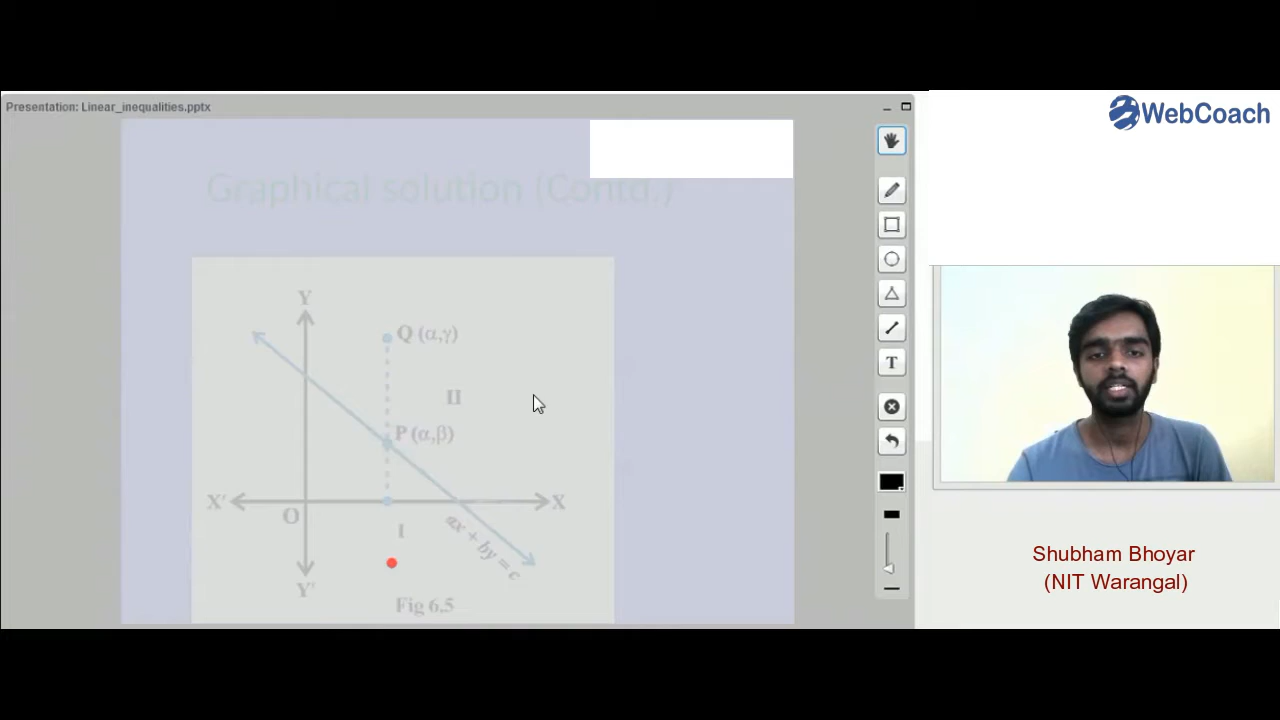 Presentation: Linear_inequalities.pptx
WebCoach
Graphical solution (Contd.)
Y
Q (α,γ)
II
P (α,β)
X' X
O
I
ax + by = c
Y'
Fig 6.5
T
Shubham Bhoyar
(NIT Warangal)